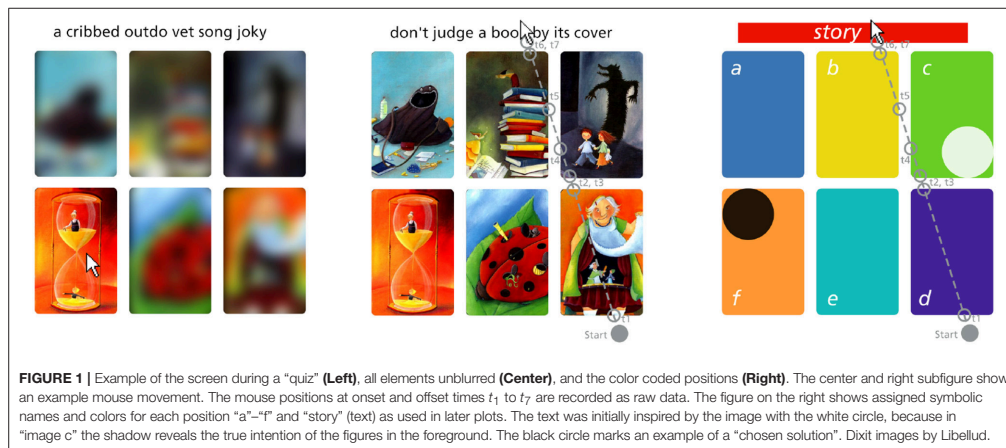 a cribbed outdo vet song joky
don't judge a book by its cover
t6, t7
t5
t4
t2, t3
t1
Start
story
t6, t7
a
b
c
t5
t4
t2, t3
f
e
d
t1
Start
FIGURE 1 | Example of the screen during a “quiz” (Left), all elements unblurred (Center), and the color coded positions (Right). The center and right subfigure show
an example mouse movement. The mouse positions at onset and offset times t1 to t7 are recorded as raw data. The figure on the right shows assigned symbolic
names and colors for each position “a”–“f” and “story” (text) as used in later plots. The text was initially inspired by the image with the white circle, because in
“image c” the shadow reveals the true intention of the figures in the foreground. The black circle marks an example of a “chosen solution”. Dixit images by Libellud.